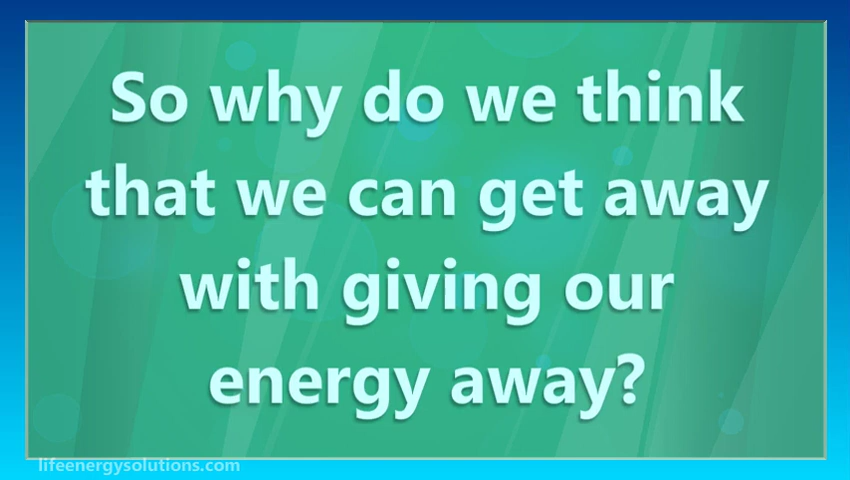 So why do we think
that we can get away
with giving our
energy away?
lifeenergysolutions.com